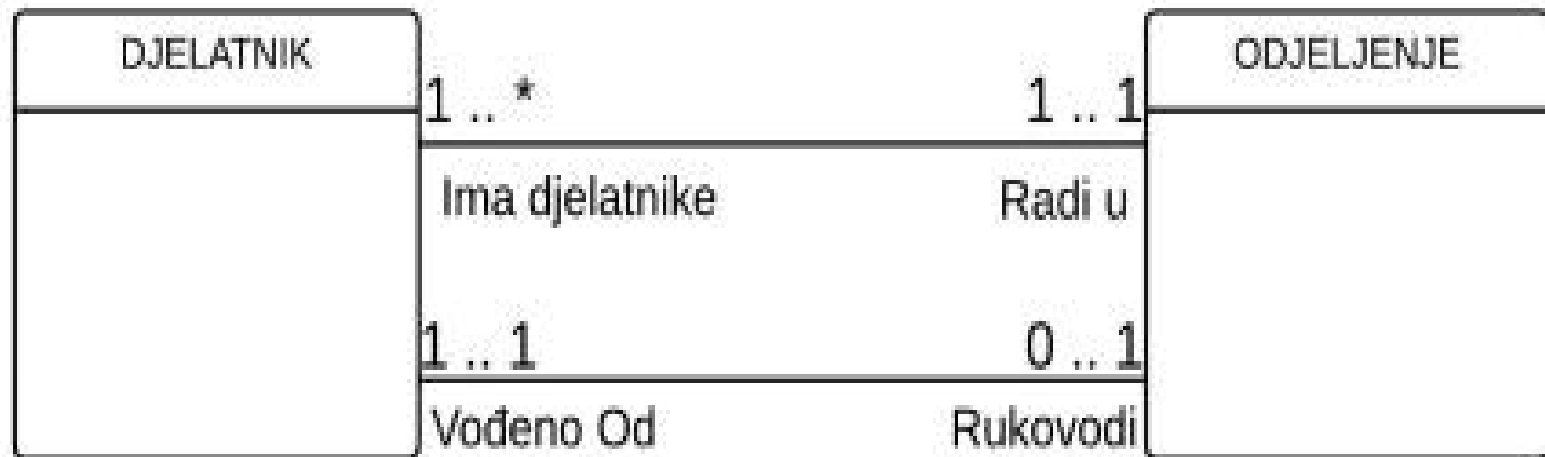 DJELATNIK
ODJELJENJE
1 .. *
1 .. 1
Ima djelatnike
Radi u
1 .. 1
0 .. 1
Vođeno Od
Rukovodi